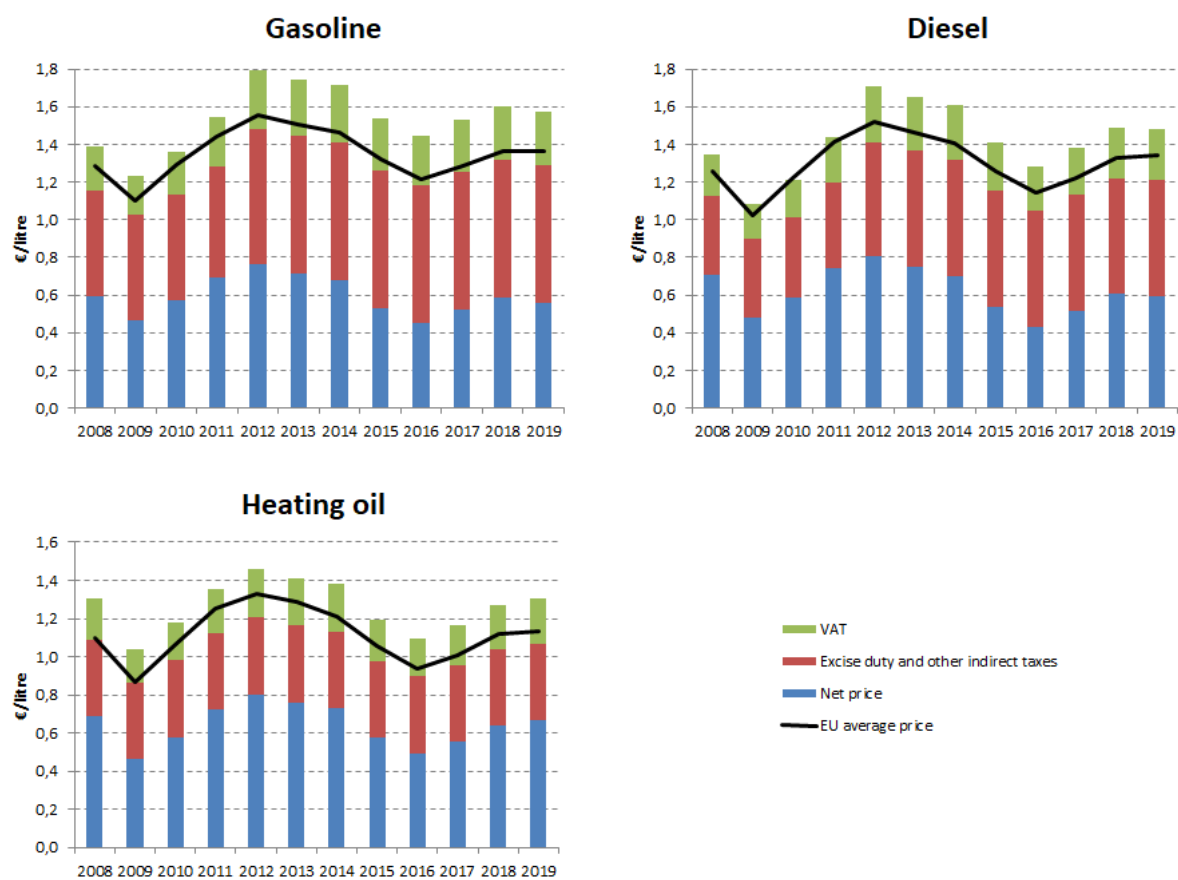 Gasoline
€/litre
1,8
1,6
1,4
1,2
1,0
0,8
0,6
0,4
0,2
0,0
2008 2009 2010 2011 2012 2013 2014 2015 2016 2017 2018 2019
Diesel
€/litre
1,8
1,6
1,4
1,2
1,0
0,8
0,6
0,4
0,2
0,0
2008 2009 2010 2011 2012 2013 2014 2015 2016 2017 2018 2019
Heating oil
€/litre
1,6
1,4
1,2
1,0
0,8
0,6
0,4
0,2
0,0
2008 2009 2010 2011 2012 2013 2014 2015 2016 2017 2018 2019
VAT
Excise duty and other indirect taxes
Net price
EU average price